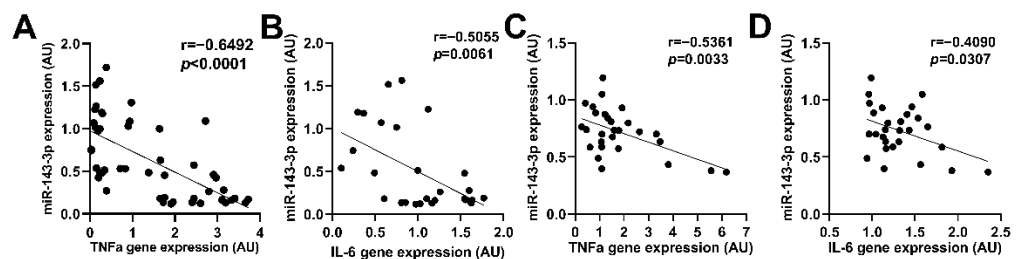 A
miR-143-3p expression (AU)
2.0
1.5
1.0
0.5
0.0
r=−0.6492
p<0.0001
0 1 2 3 4
TNFa gene expression (AU)
B
miR-143-3p expression (AU)
2.0
1.5
1.0
0.5
0.0
r=−0.5055
p=0.0061
0.0 0.5 1.0 1.5 2.0
IL-6 gene expression (AU)
C
miR-143-3p expression (AU)
1.5
1.0
0.5
0.0
r=−0.5361
p=0.0033
0 1 2 3 4 5 6 7
TNFa gene expression (AU)
D
miR-143-3p expression (AU)
1.5
1.0
0.5
0.0
r=−0.4090
p=0.0307
0.5 1.0 1.5 2.0 2.5
IL-6 gene expression (AU)